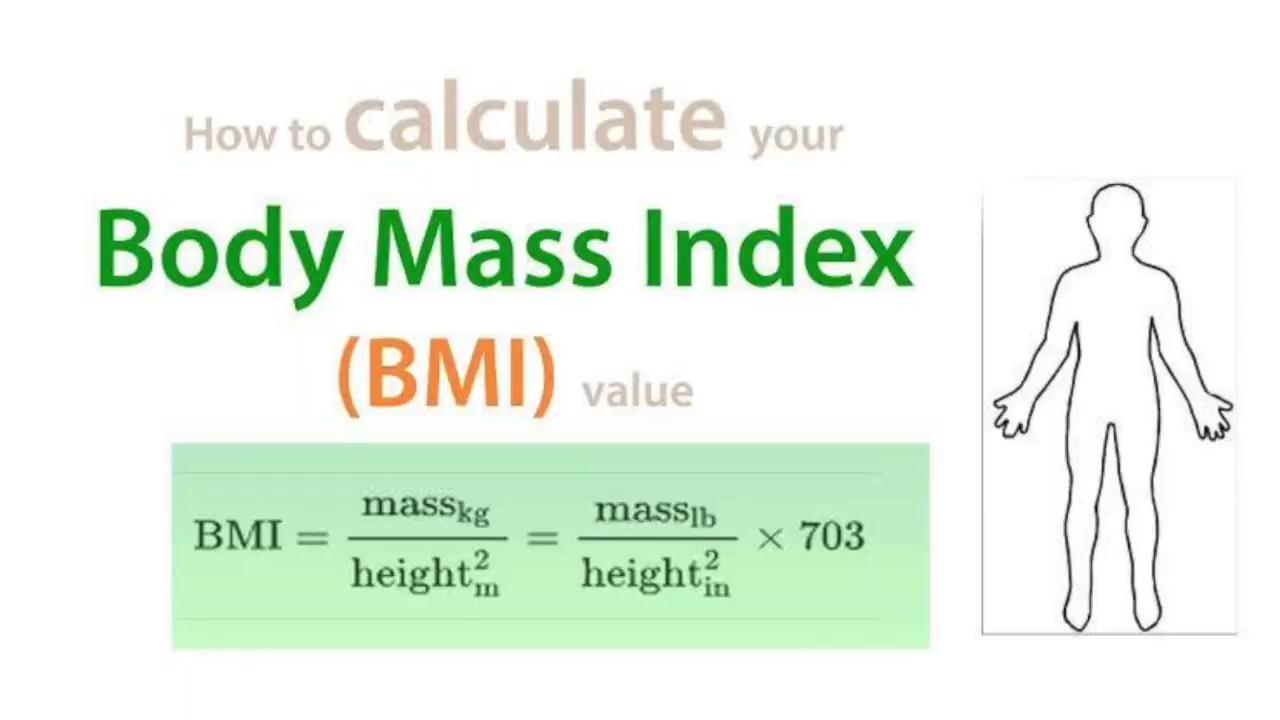 How to calculate your
Body Mass Index
(BMI) value
BMI = mass_kg / height_m^2 = mass_lb / height_in^2 × 703